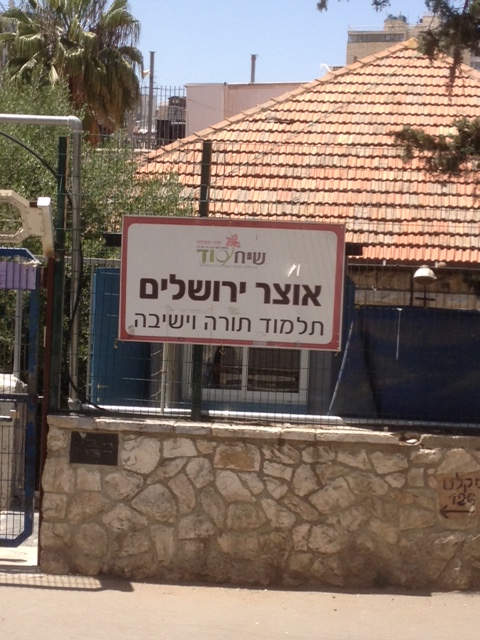 שיח סוד
אוצר ירושלים
תלמוד תורה וישיבה